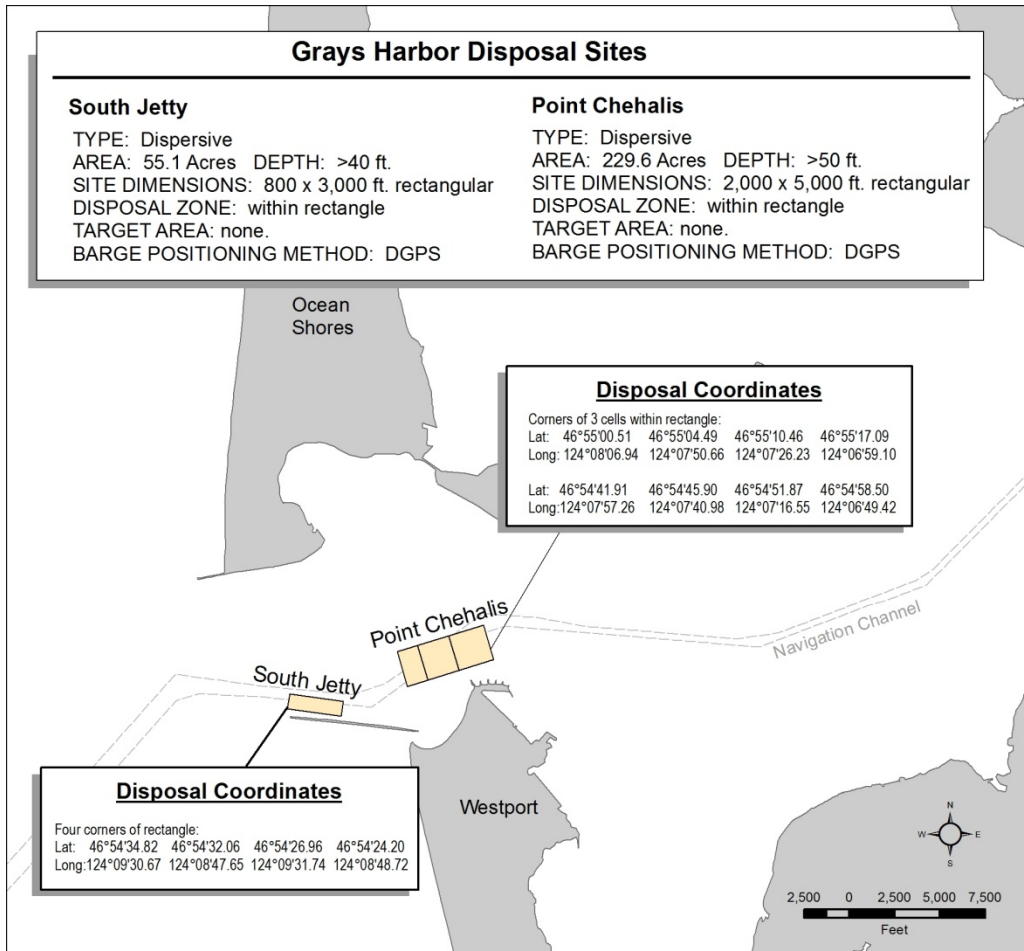 Grays Harbor Disposal Sites
South Jetty
TYPE: Dispersive
AREA: 55.1 Acres DEPTH: >40 ft.
SITE DIMENSIONS: 800 x 3,000 ft. rectangular
DISPOSAL ZONE: within rectangle
TARGET AREA: none.
BARGE POSITIONING METHOD: DGPS
Point Chehalis
TYPE: Dispersive
AREA: 229.6 Acres DEPTH: >50 ft.
SITE DIMENSIONS: 2,000 x 5,000 ft. rectangular
DISPOSAL ZONE: within rectangle
TARGET AREA: none.
BARGE POSITIONING METHOD: DGPS
Ocean
Shores
Disposal Coordinates
Corners of 3 cells within rectangle:
Lat: 46°55'00.51 46°55'04.49 46°55'10.46 46°55'17.09
Long: 124°08'06.94 124°07'50.66 124°07'26.23 124°06'59.10
Lat: 46°54'41.91 46°54'45.90 46°54'51.87 46°54'58.50
Long:124°07'57.26 124°07'40.98 124°07'16.55 124°06'49.42
Point Chehalis
Navigation Channel
South Jetty
Disposal Coordinates
Four corners of rectangle:
Lat: 46°54'34.82 46°54'32.06 46°54'26.96 46°54'24.20
Long:124°09'30.67 124°08'47.65 124°09'31.74 124°08'48.72
Westport
N
W E
S
2,500 0 2,500 5,000 7,500
Feet